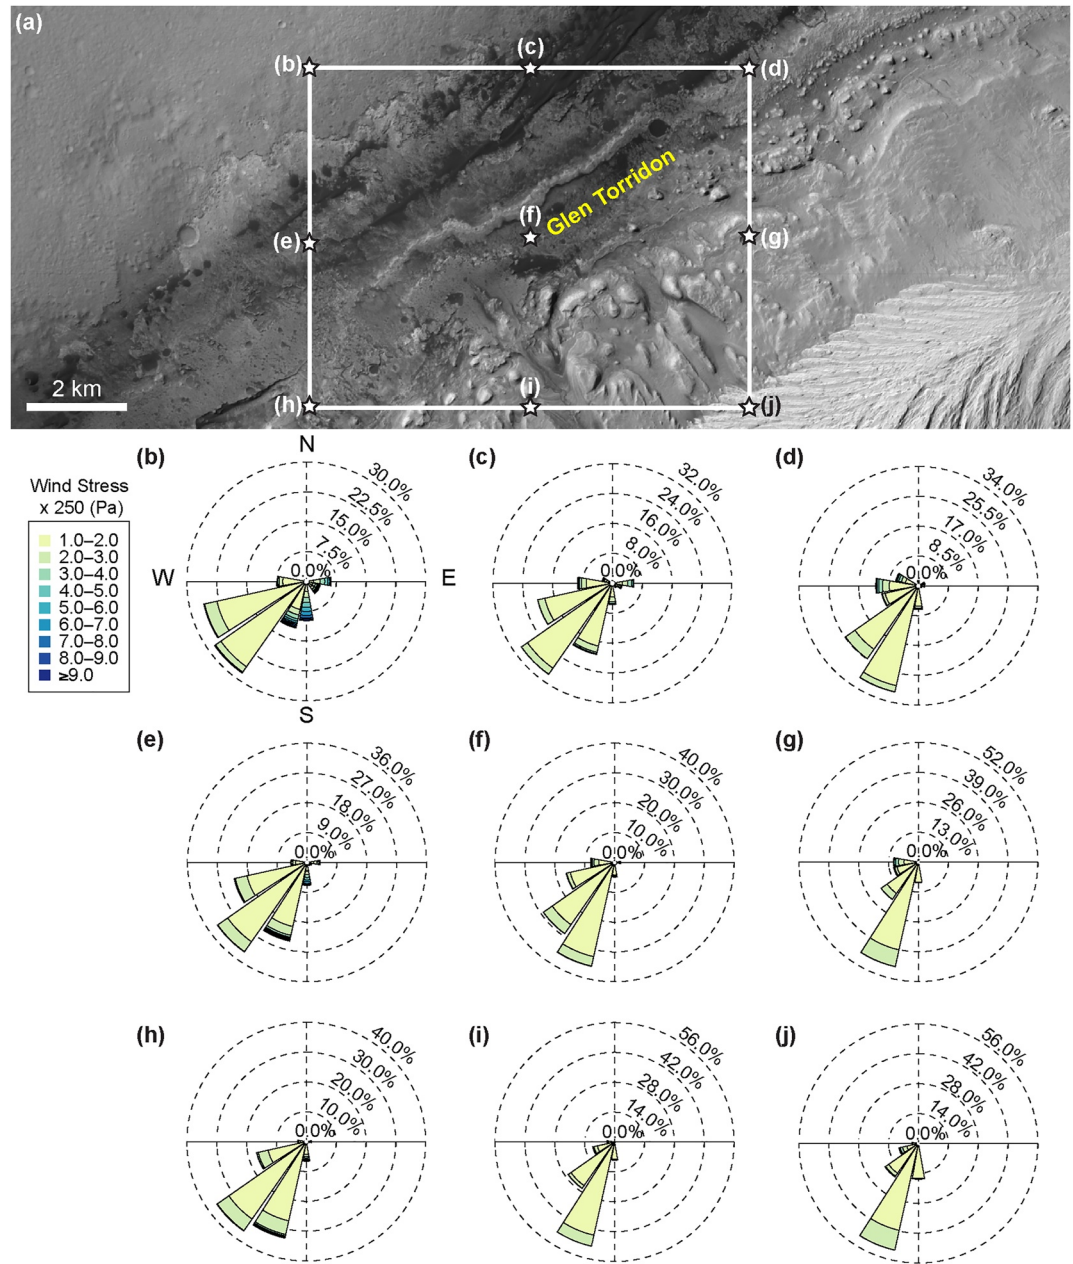 (a)
(b)
(c)
(d)
Glen Torridon
(f)
(e)
(g)
2 km
(h)
(i)
(j)
Wind Stress
x 250 (Pa)
1.0–2.0
2.0–3.0
3.0–4.0
4.0–5.0
5.0–6.0
6.0–7.0
7.0–8.0
8.0–9.0
≥9.0
(b)
N
W
E
S
30.0%
22.5%
15.0%
7.5%
0.0%
(c)
32.0%
24.0%
16.0%
8.0%
0.0%
(d)
34.0%
25.5%
17.0%
8.5%
0.0%
(e)
36.0%
27.0%
18.0%
9.0%
0.0%
(f)
40.0%
30.0%
20.0%
10.0%
0.0%
(g)
52.0%
39.0%
26.0%
13.0%
0.0%
(h)
40.0%
30.0%
20.0%
10.0%
0.0%
(i)
56.0%
42.0%
28.0%
14.0%
0.0%
(j)
56.0%
42.0%
28.0%
14.0%
0.0%